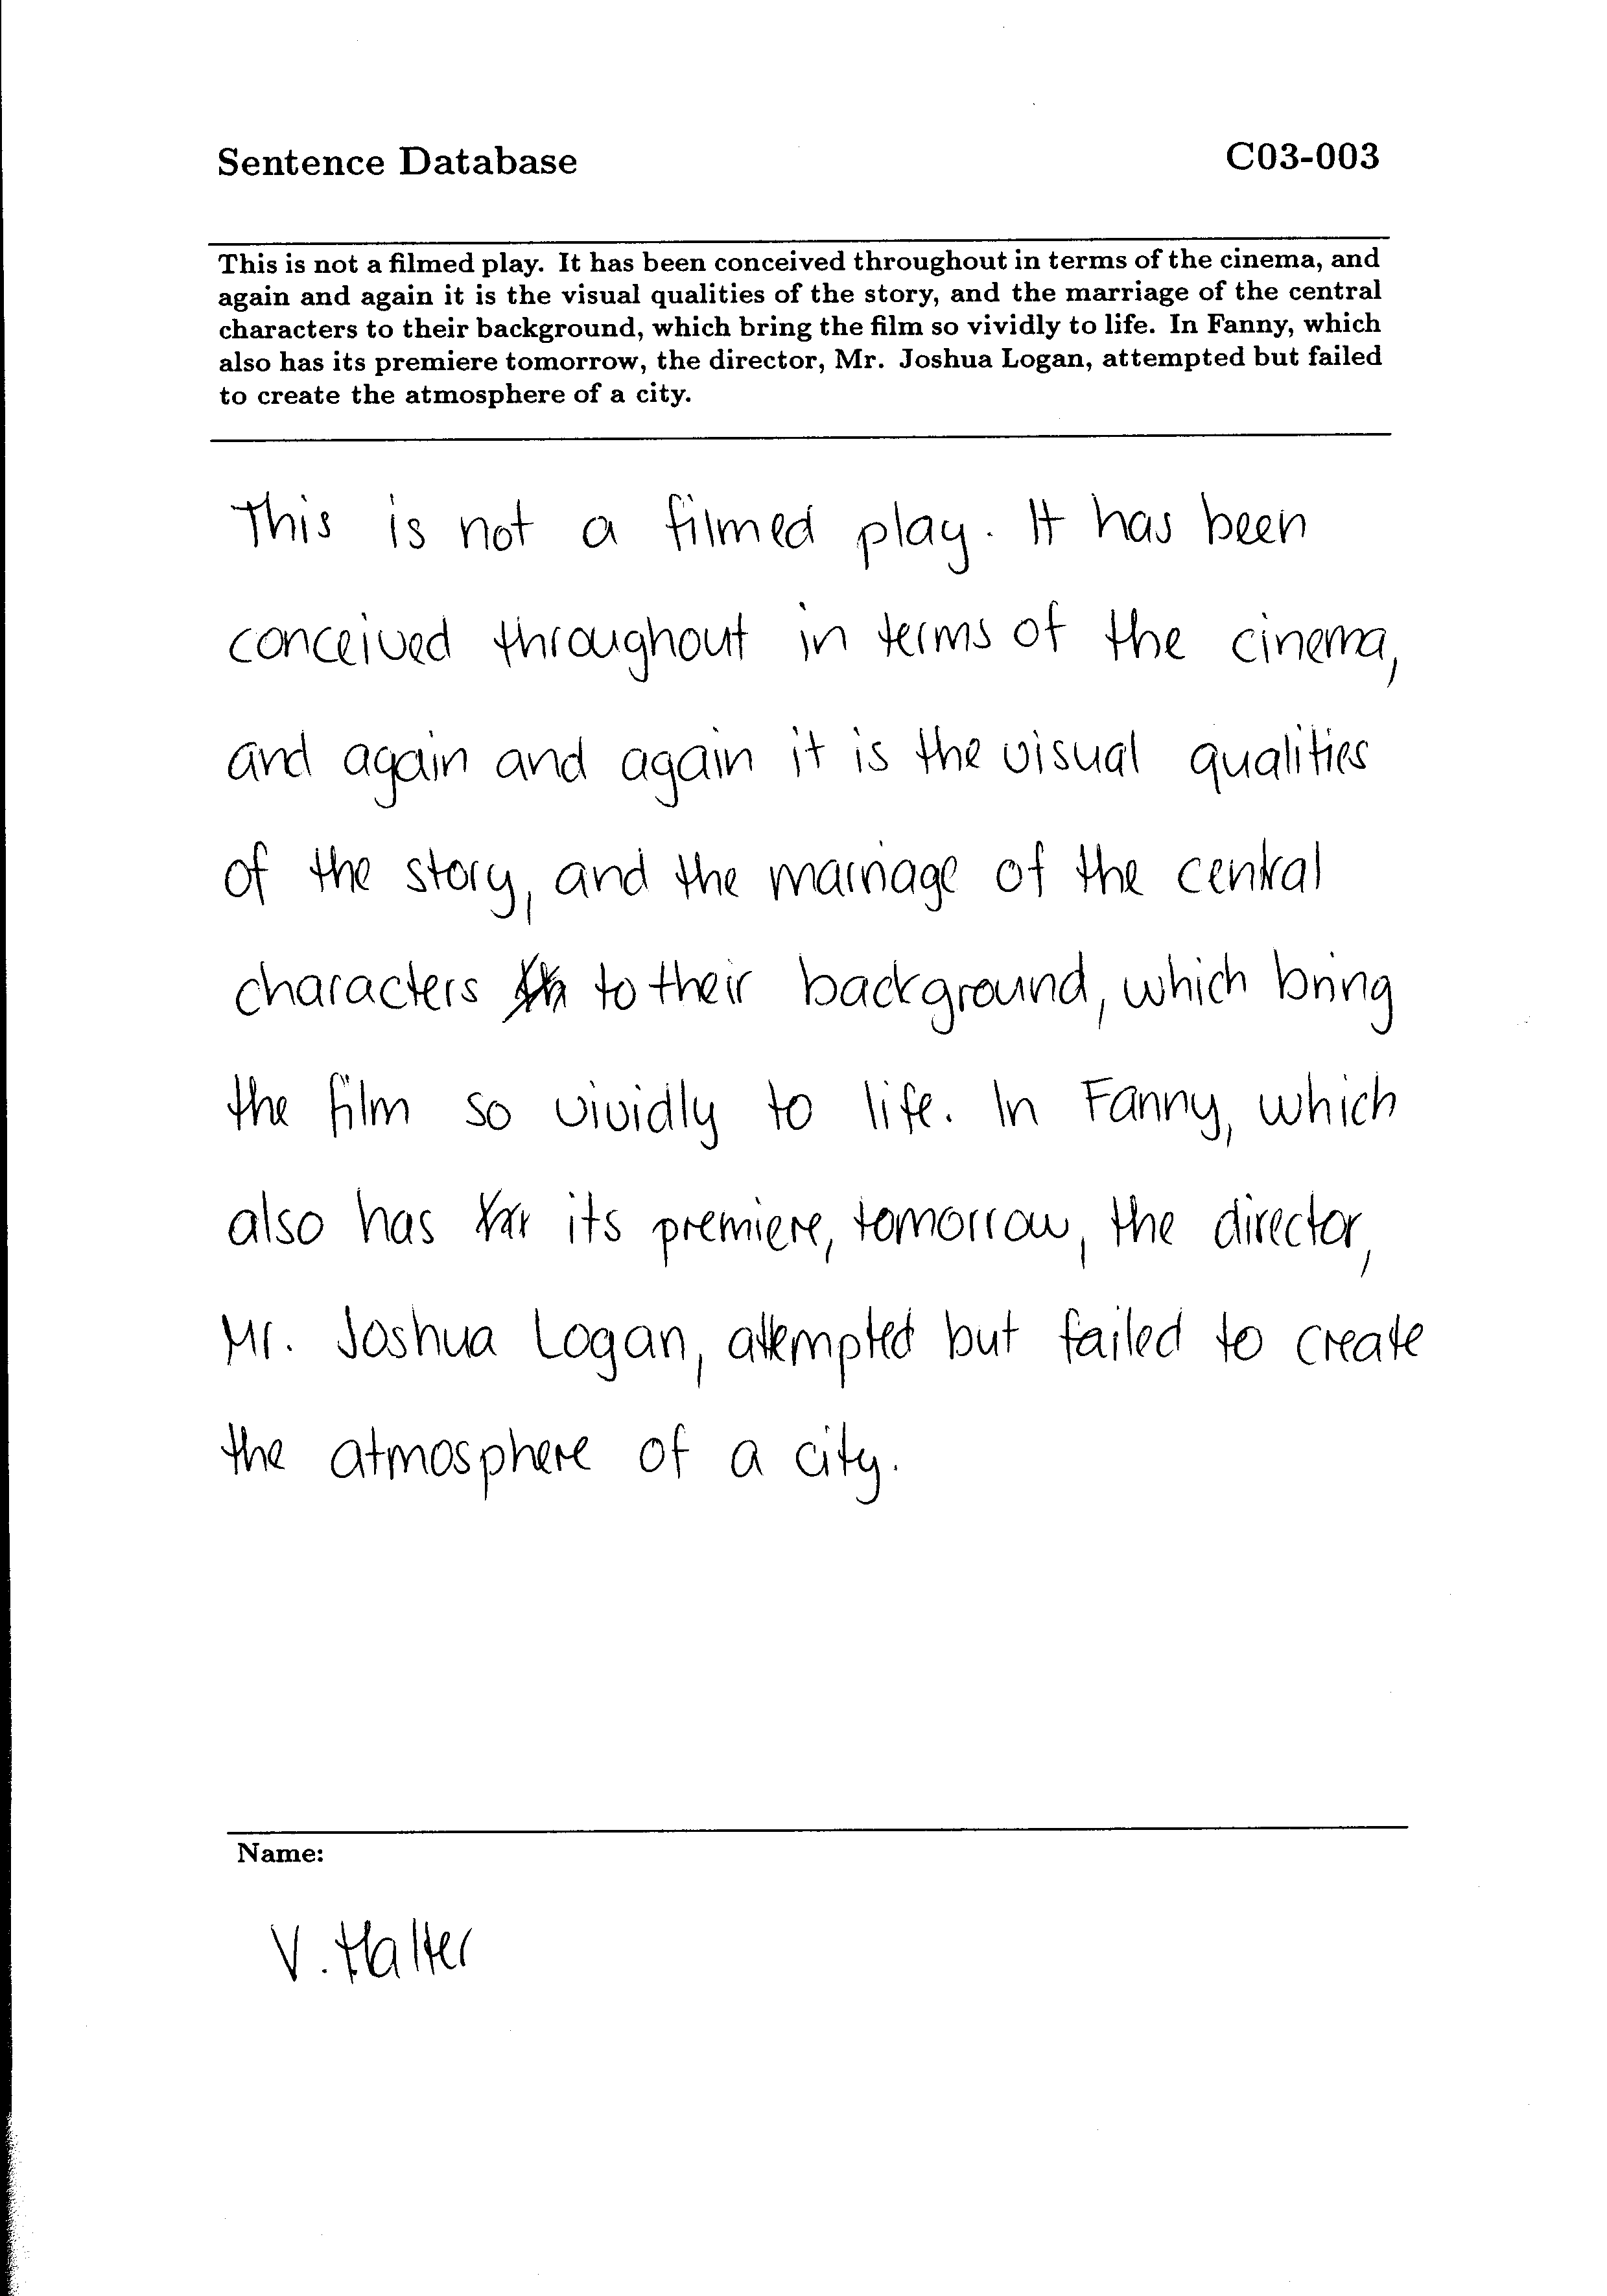 Sentence Database C03-003
This is not a filmed play. It has been conceived throughout in terms of the cinema, and
again and again it is the visual qualities of the story, and the marriage of the central
characters to their background, which bring the film so vividly to life. In Fanny, which
also has its premiere tomorrow, the director, Mr. Joshua Logan, attempted but failed
to create the atmosphere of a city.
This is not a filmed play. It has been
conceived throughout in terms of the cinema,
and again and again it is the visual qualities
of the story, and the marriage of the central
characters to their background, which bring
the film so vividly to life. In Fanny, which
also has its premiere, tomorrow, the director,
Mr. Joshua Logan, attempted but failed to create
the atmosphere of a city.
Name:
V. Halter